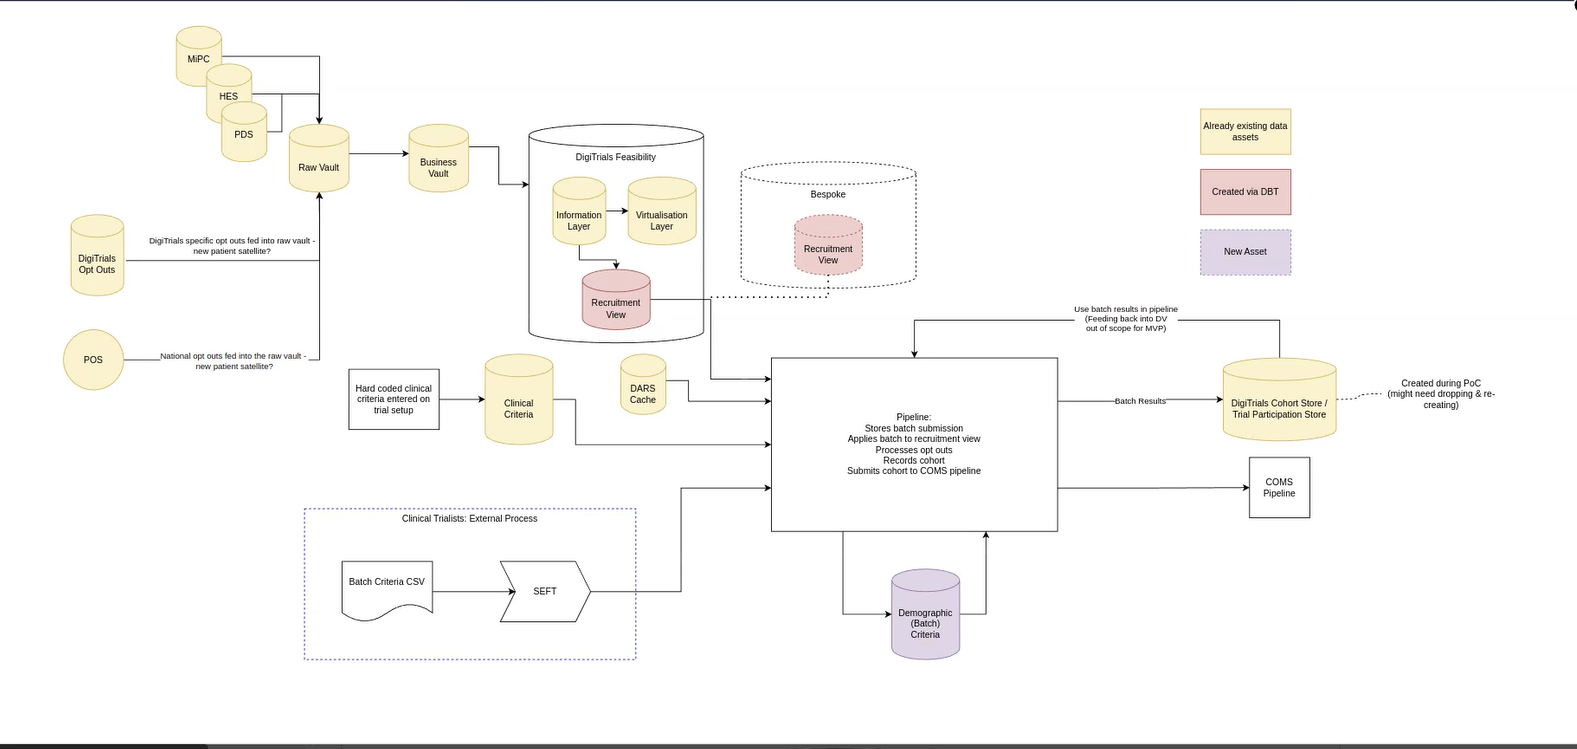 MiPC
HES
PDS
Raw Vault
Business
Vault
DigiTrials Feasibility
Information
Layer
Virtualisation
Layer
Recruitment
View
Bespoke
Recruitment
View
Already existing data
assets
Created via DBT
New Asset
DigiTrials
Opt Outs
DigiTrials specific opt outs fed into raw vault -
new patient satellite?
POS
National opt outs fed into the raw vault -
new patient satellite?
Hard coded clinical
criteria entered on
trial setup
Clinical
Criteria
DARS
Cache
Pipeline:
Stores batch submission
Applies batch to recruitment view
Processes opt outs
Records cohort
Submits cohort to COMS pipeline
Use batch results in pipeline
(Feeding back into DV
out of scope for MVP)
Batch Results
DigiTrials Cohort Store /
Trial Participation Store
Created during PoC
(might need dropping & re-
creating)
COMS
Pipeline
Clinical Trialists: External Process
Batch Criteria CSV
SEFT
Demographic
(Batch)
Criteria